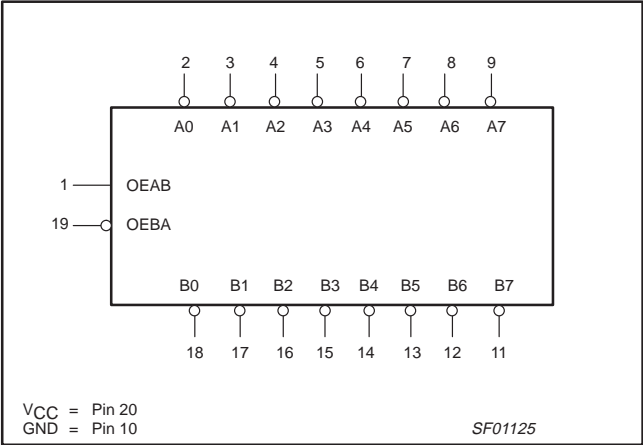 2 3 4 5 6 7 8 9
A0 A1 A2 A3 A4 A5 A6 A7
1 OEAB
19 OEBA
B0 B1 B2 B3 B4 B5 B6 B7
18 17 16 15 14 13 12 11
VCC = Pin 20
GND = Pin 10
SF01125